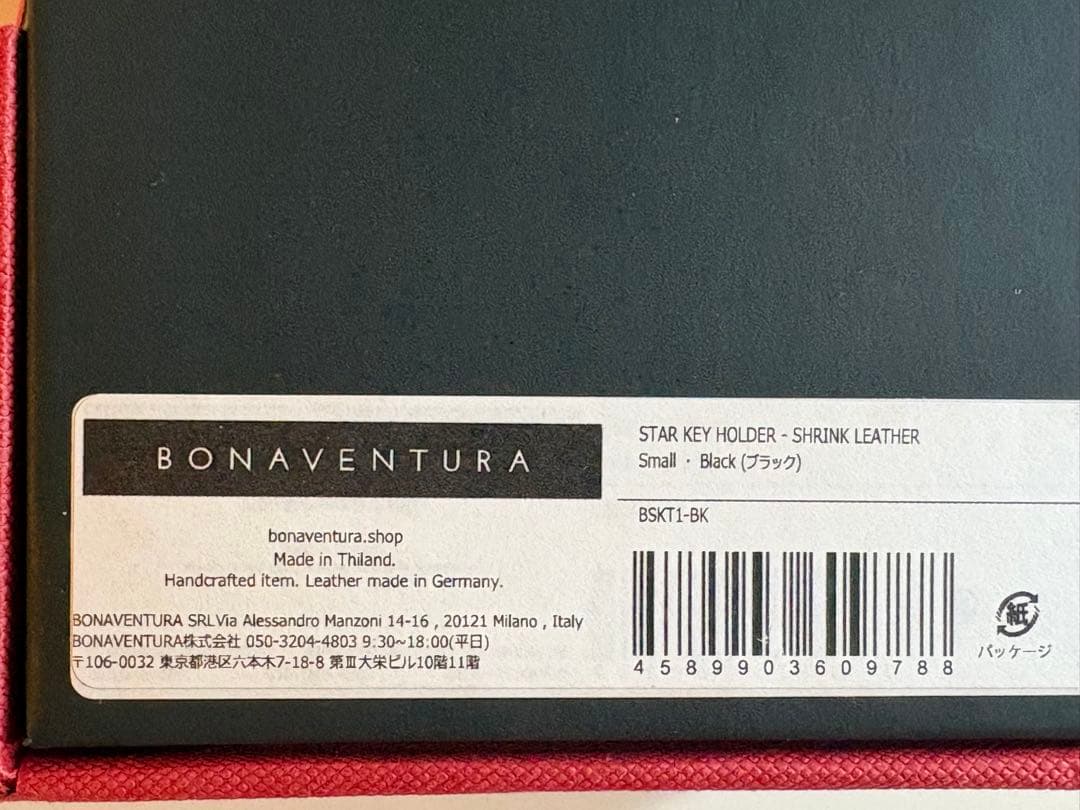 BONAVENTURA
bonaventura.shop
Made in Thiland.
Handcrafted item. Leather made in Germany.
BONAVENTURA SRLVia Alessandro Manzoni 14-16 , 20121 Milano , Italy
BONAVENTURA株式会社 050-3204-4803 9:30~18:00(平日)
〒106-0032 東京都港区六本木7-18-8 第Ⅲ大栄ビル10階11階
STAR KEY HOLDER - SHRINK LEATHER
Small ・ Black (ブラック)
BSKT1-BK
4589903609788
紙
パッケージ